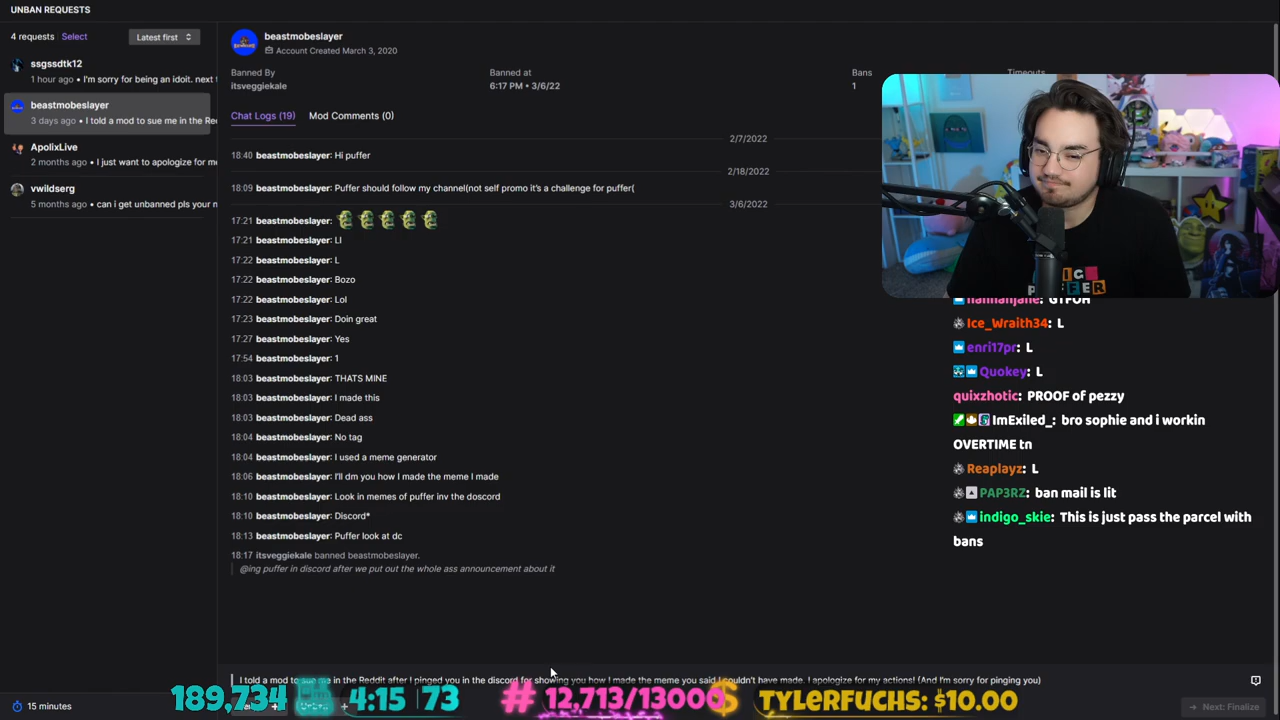 UNBAN REQUESTS
4 requests Select Latest first
ssgssdtk12
1 hour ago • I'm sorry for being an idoit. next t
beastmobeslayer
3 days ago • I told a mod to sue me in the Red
ApolixLive
2 months ago • I just want to apologize for me
vwildserg
5 months ago • can i get unbanned pls your m
beastmobeslayer
Account Created March 3, 2020
Banned By
itsveggiekale
Banned at
6:17 PM • 3/6/22
Bans
1
Timeouts
Chat Logs (19) Mod Comments (0)
2/7/2022
18:40 beastmobeslayer: Hi puffer
2/18/2022
18:09 beastmobeslayer: Puffer should follow my channel(not self promo it's a challenge for puffer(
3/6/2022
17:21 beastmobeslayer:
17:21 beastmobeslayer: Ll
17:22 beastmobeslayer: L
17:22 beastmobeslayer: Bozo
17:22 beastmobeslayer: Lol
17:23 beastmobeslayer: Doin great
17:27 beastmobeslayer: Yes
17:54 beastmobeslayer: 1
18:03 beastmobeslayer: THATS MINE
18:03 beastmobeslayer: I made this
18:03 beastmobeslayer: Dead ass
18:04 beastmobeslayer: No tag
18:04 beastmobeslayer: I used a meme generator
18:06 beastmobeslayer: I'll dm you how I made the meme I made
18:10 beastmobeslayer: Look in memes of puffer inv the doscord
18:10 beastmobeslayer: Discord*
18:13 beastmobeslayer: Puffer look at dc
18:17 itsveggiekale banned beastmobeslayer.
@ing puffer in discord after we put out the whole ass announcement about it
hannahjane: GTFOH
Ice_Wraith34: L
enri17pr: L
Quokey: L
quixzhotic: PROOF of pezzy
ImExiled_: bro sophie and i workin
OVERTIME tn
Reaplayz: L
PAP3RZ: ban mail is lit
indigo_skie: This is just pass the parcel with
bans
I told a mod to sue me in the Reddit after I pinged you in the discord for showing you how I made the meme you said I couldn't have made. I apologize for my actions! (And I'm sorry for pinging you)
15 minutes
189,734 4:15 73 # 12,713/13000 $ TYLERFUCHS: $10.00
Next: Finalize